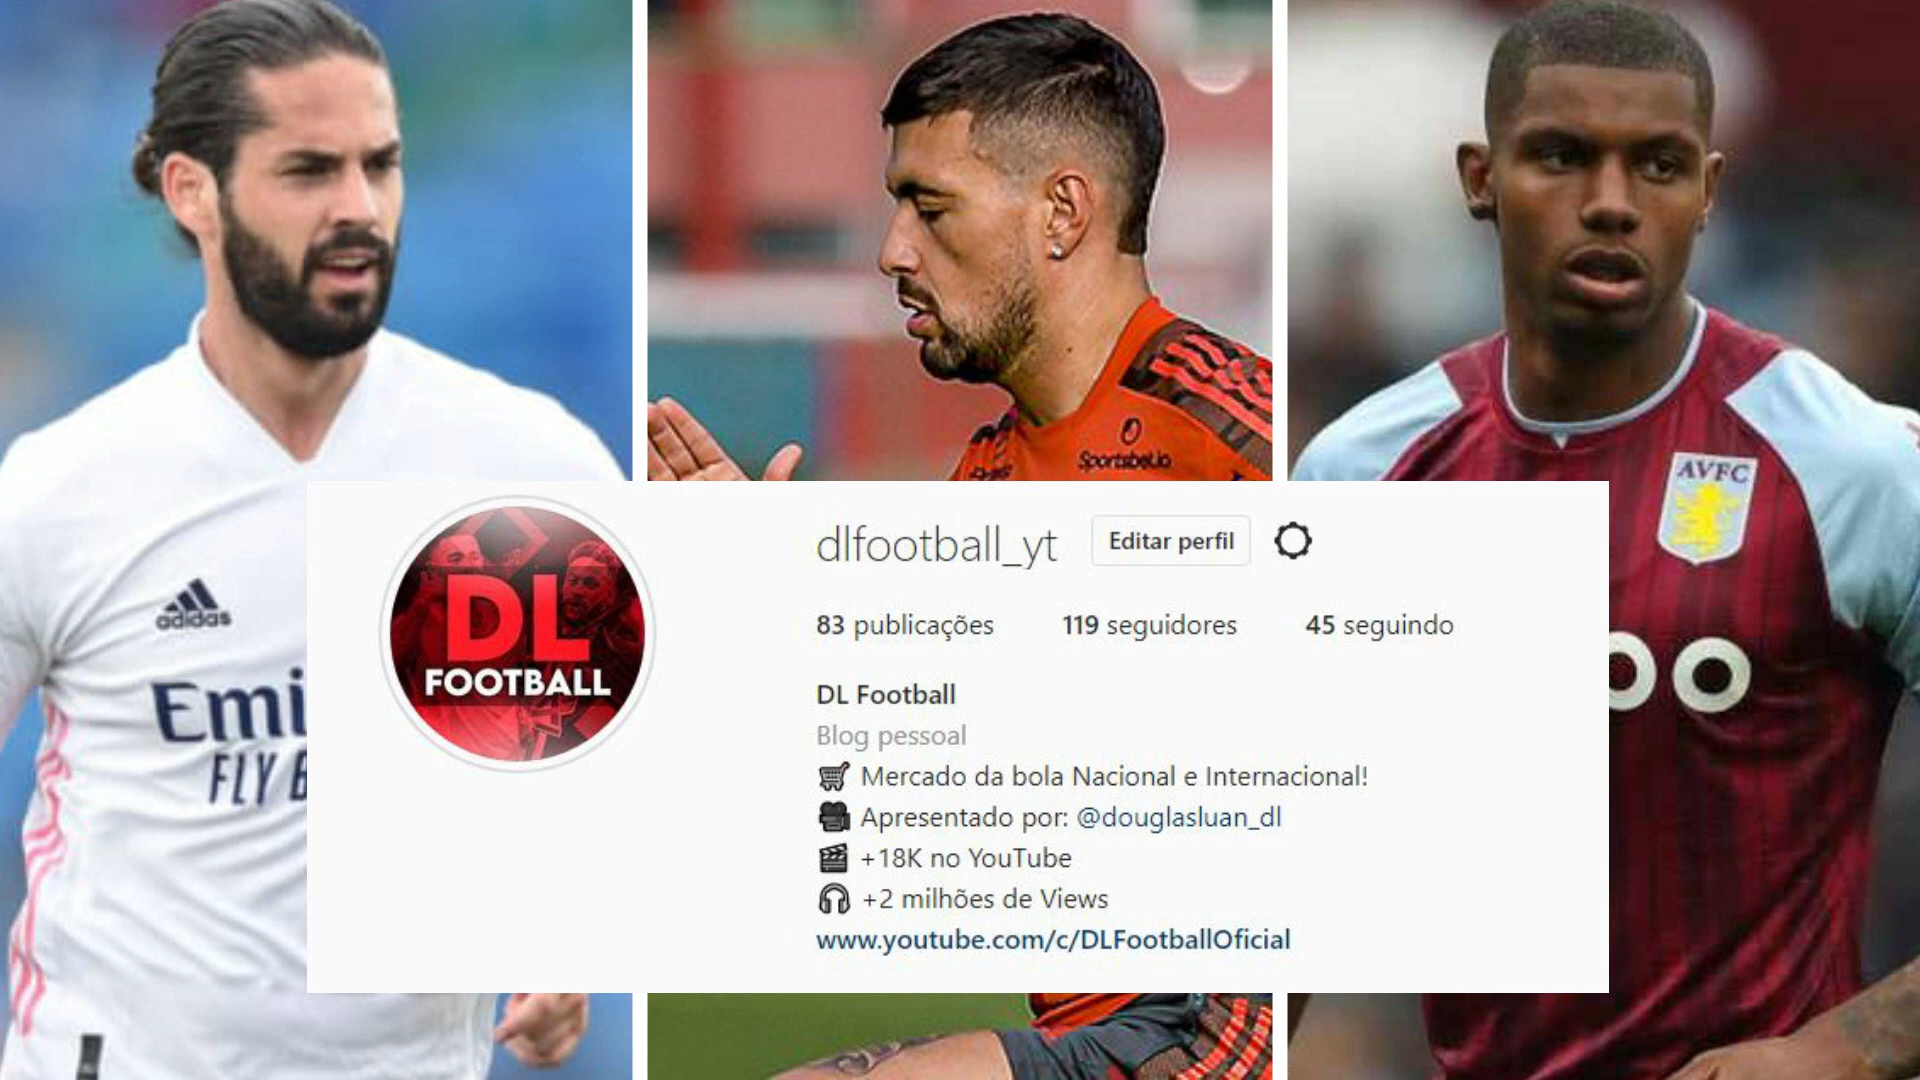 adidas
Emi
FLY B
Sportsbet.io
AVFC
oo
DL
FOOTBALL
dlfootball_yt Editar perfil
83 publicações 119 seguidores 45 seguindo
DL Football
Blog pessoal
Mercado da bola Nacional e Internacional!
Apresentado por: @douglasluan_dl
+18K no YouTube
+2 milhões de Views
www.youtube.com/c/DLFootballOficial